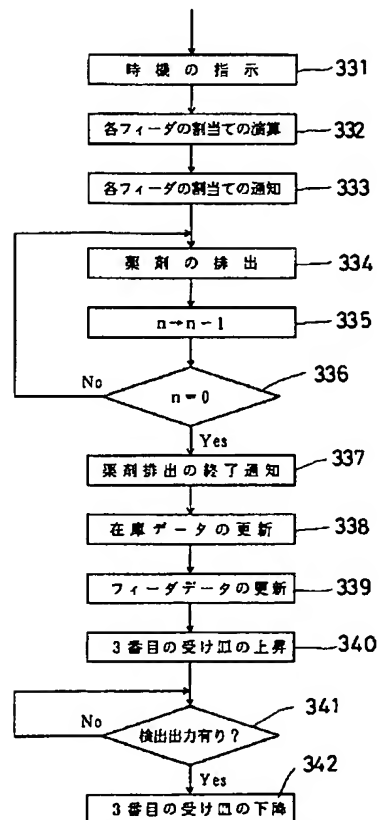 時機の指示 331
各フィーダの割当ての演算 332
各フィーダの割当ての通知 333
薬剤の排出 334
n→n－1 335
n＝0 336
No
Yes
薬剤排出の終了通知 337
在庫データの更新 338
フィーダデータの更新 339
3番目の受け皿の上昇 340
検出出力有り？ 341
No
Yes
342
3番目の受け皿の下降